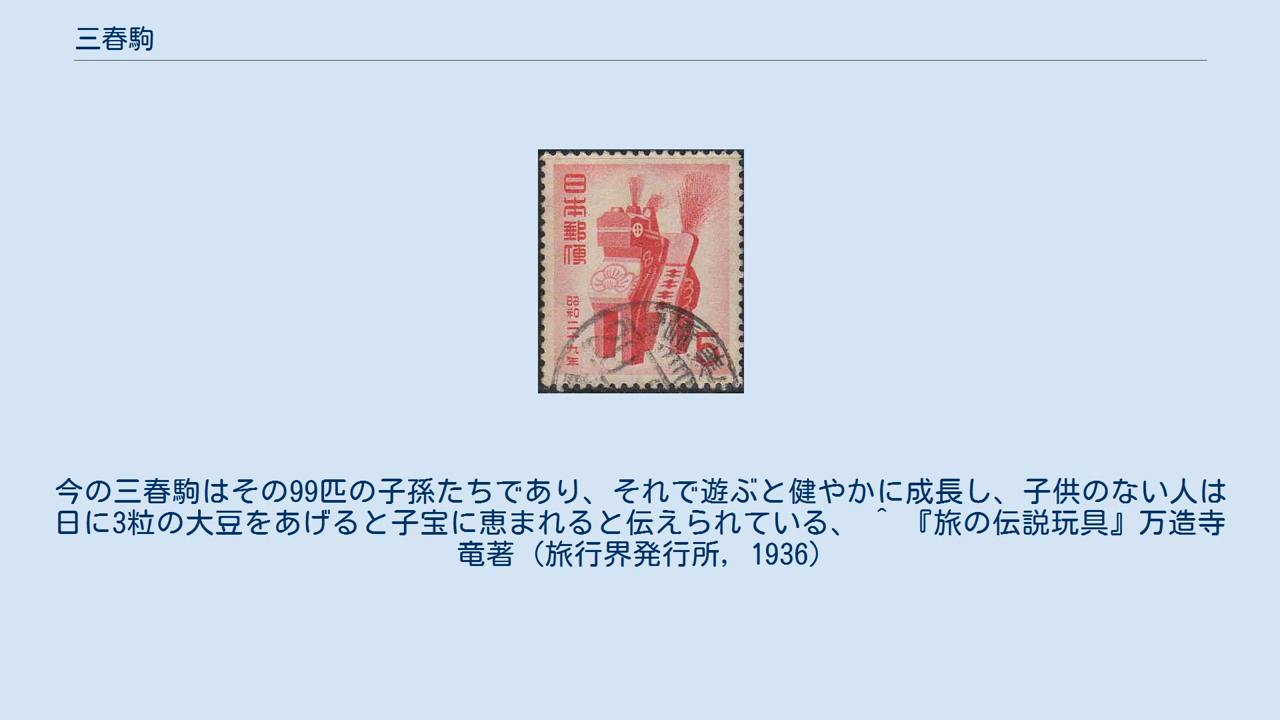 三春駒
日本郵便
昭和二十九年
今の三春駒はその99匹の子孫たちであり、それで遊ぶと健やかに成長し、子供のない人は
日に3粒の大豆をあげると子宝に恵まれると伝えられている、 ^ 『旅の伝説玩具』万造寺
竜著（旅行界発行所, 1936）